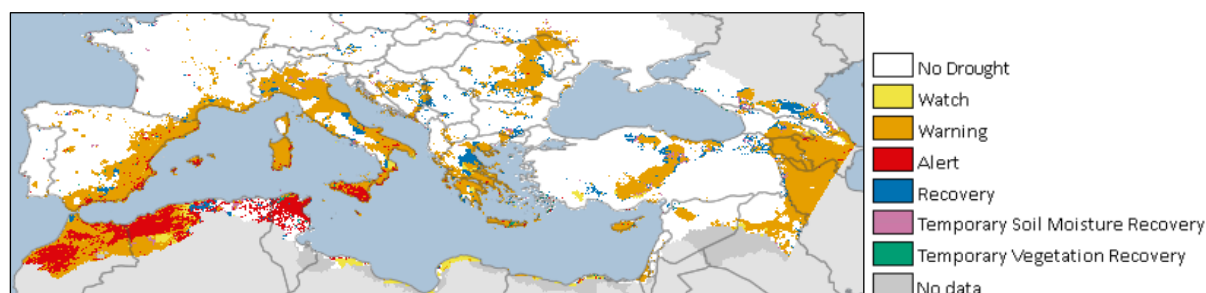 No Drought
Watch
Warning
Alert
Recovery
Temporary Soil Moisture Recovery
Temporary Vegetation Recovery
No data